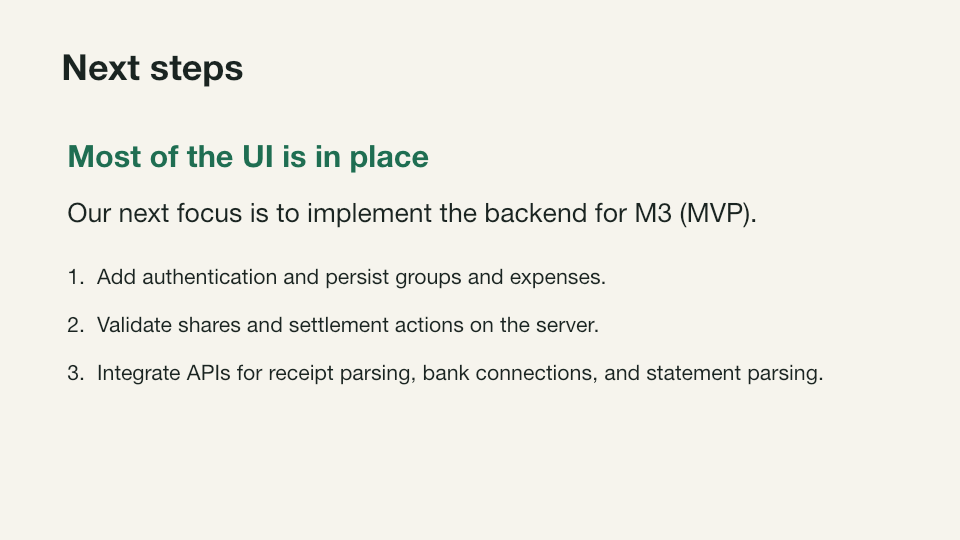 Next steps
Most of the UI is in place
Our next focus is to implement the backend for M3 (MVP).
1. Add authentication and persist groups and expenses.
2. Validate shares and settlement actions on the server.
3. Integrate APIs for receipt parsing, bank connections, and statement parsing.